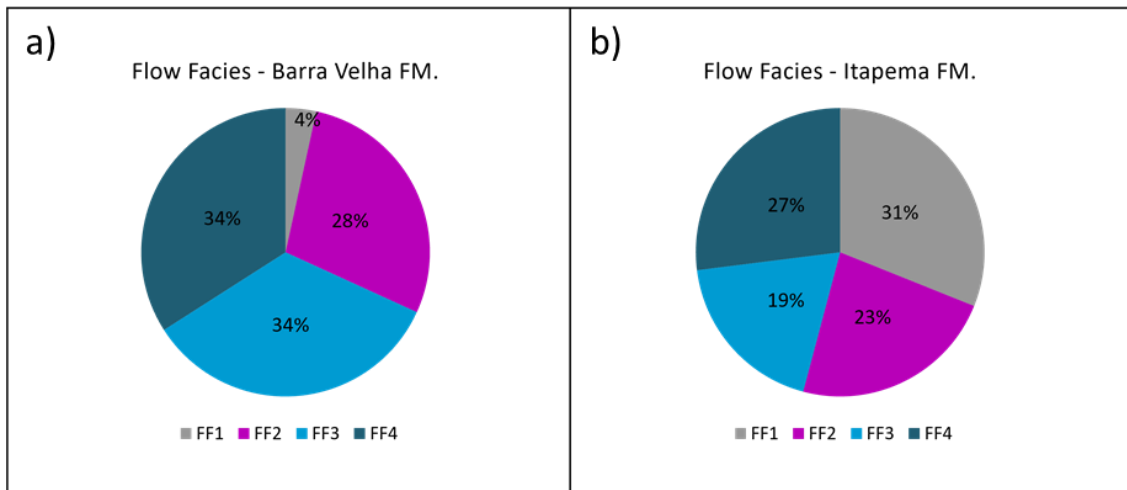 a)
Flow Facies - Barra Velha FM.
4%
28%
34%
34%
FF1 FF2 FF3 FF4
b)
Flow Facies - Itapema FM.
27%
31%
19%
23%
FF1 FF2 FF3 FF4